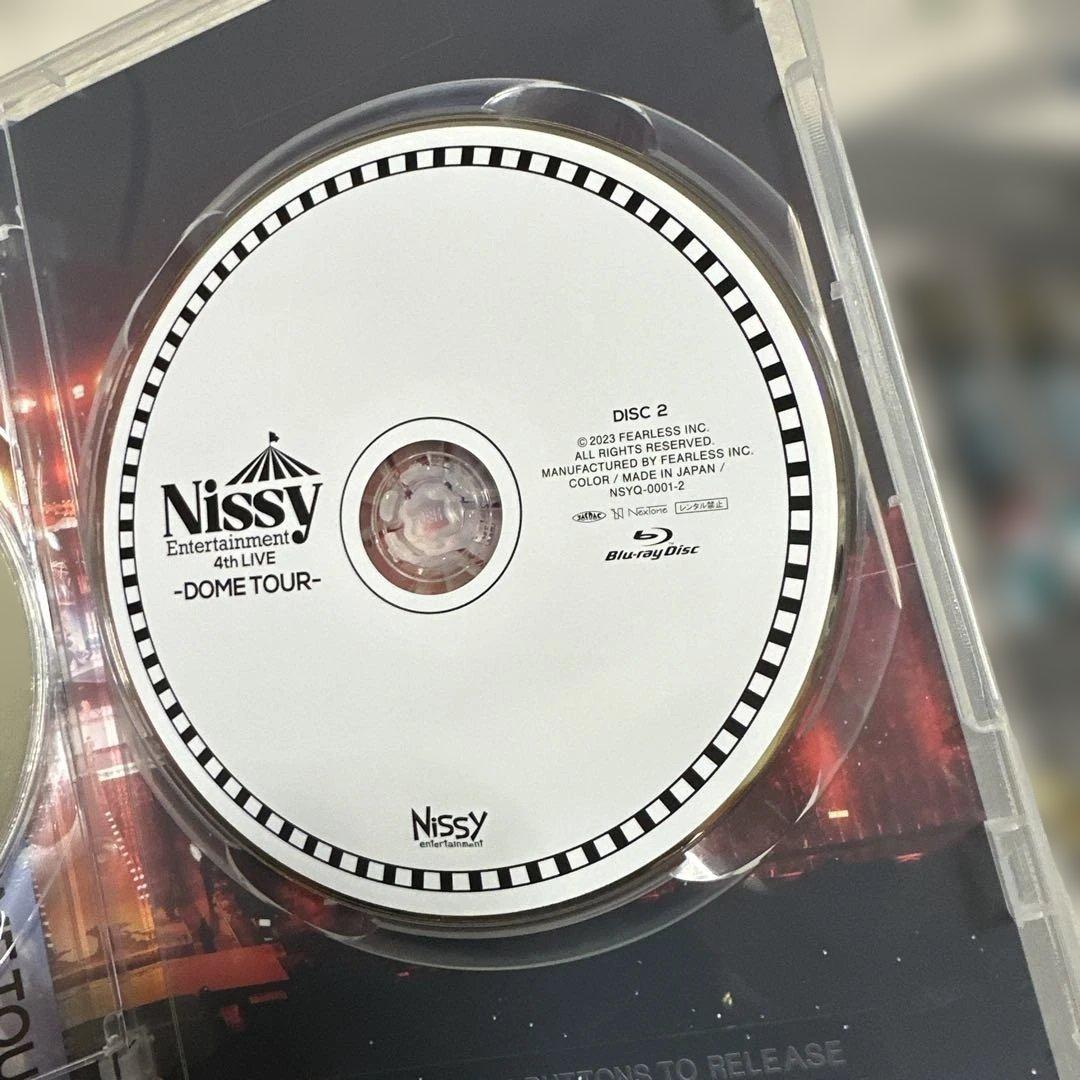 Nissy
Entertainment
4th LIVE
-DOME TOUR-
DISC 2
©2023 FEARLESS INC.
ALL RIGHTS RESERVED.
MANUFACTURED BY FEARLESS INC.
COLOR / MADE IN JAPAN /
NSYQ-0001-2
JASRAC NexTone レンタル禁止
Blu-ray Disc
Nissy
entertainment
BUTTONS TO RELEASE
TOU